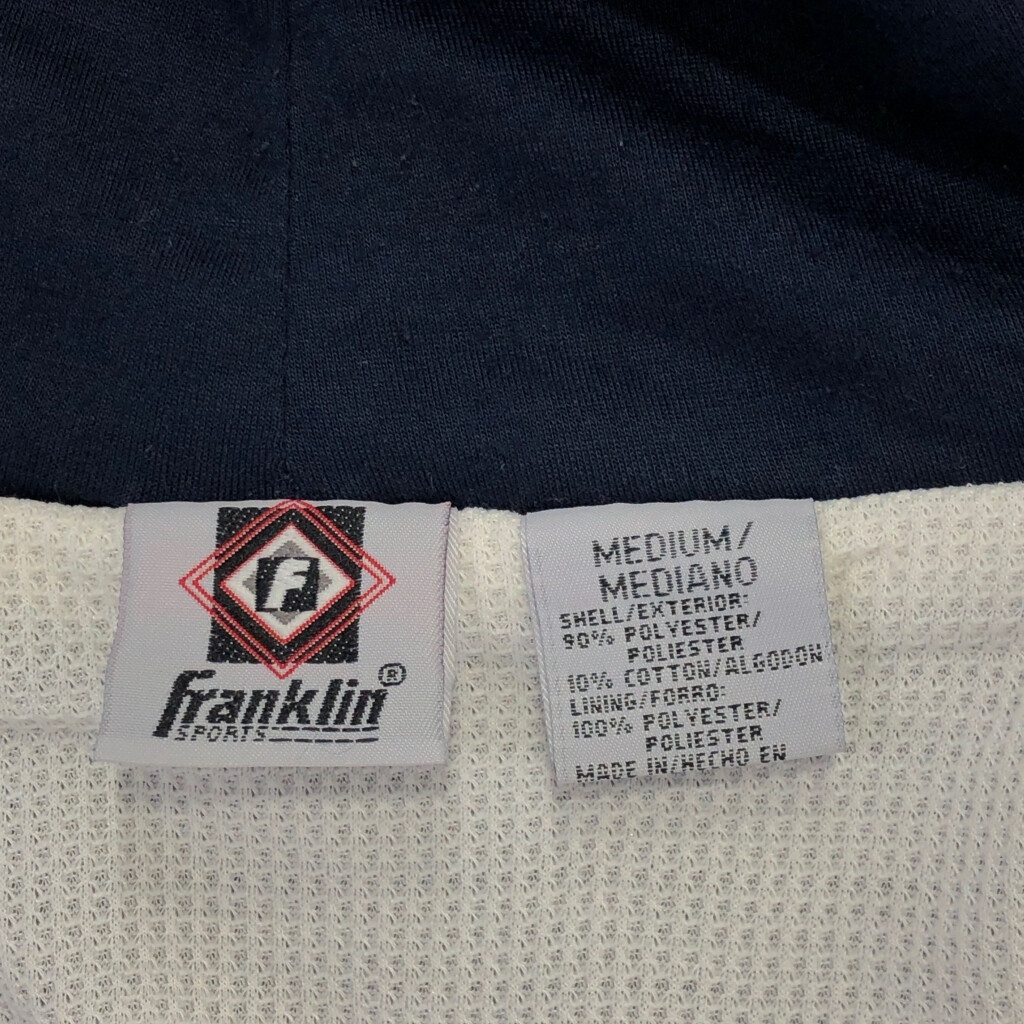 F
franklin®
SPORTS
MEDIUM/
MEDIANO
SHELL/EXTERIOR:
90% POLYESTER/
POLIESTER
10% COTTON/ALGODON
LINING/FORRO:
100% POLYESTER/
POLIESTER
MADE IN/HECHO EN